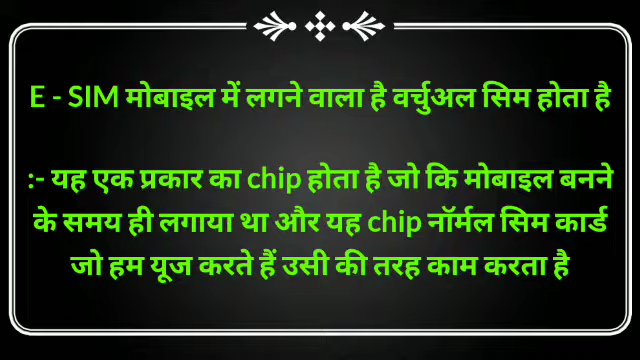 E - SIM मोबाइल में लगने वाला है वर्चुअल सिम होता है
:- यह एक प्रकार का chip होता है जो कि मोबाइल बनने
के समय ही लगाया था और यह chip नॉर्मल सिम कार्ड
जो हम यूज करते हैं उसी की तरह काम करता है